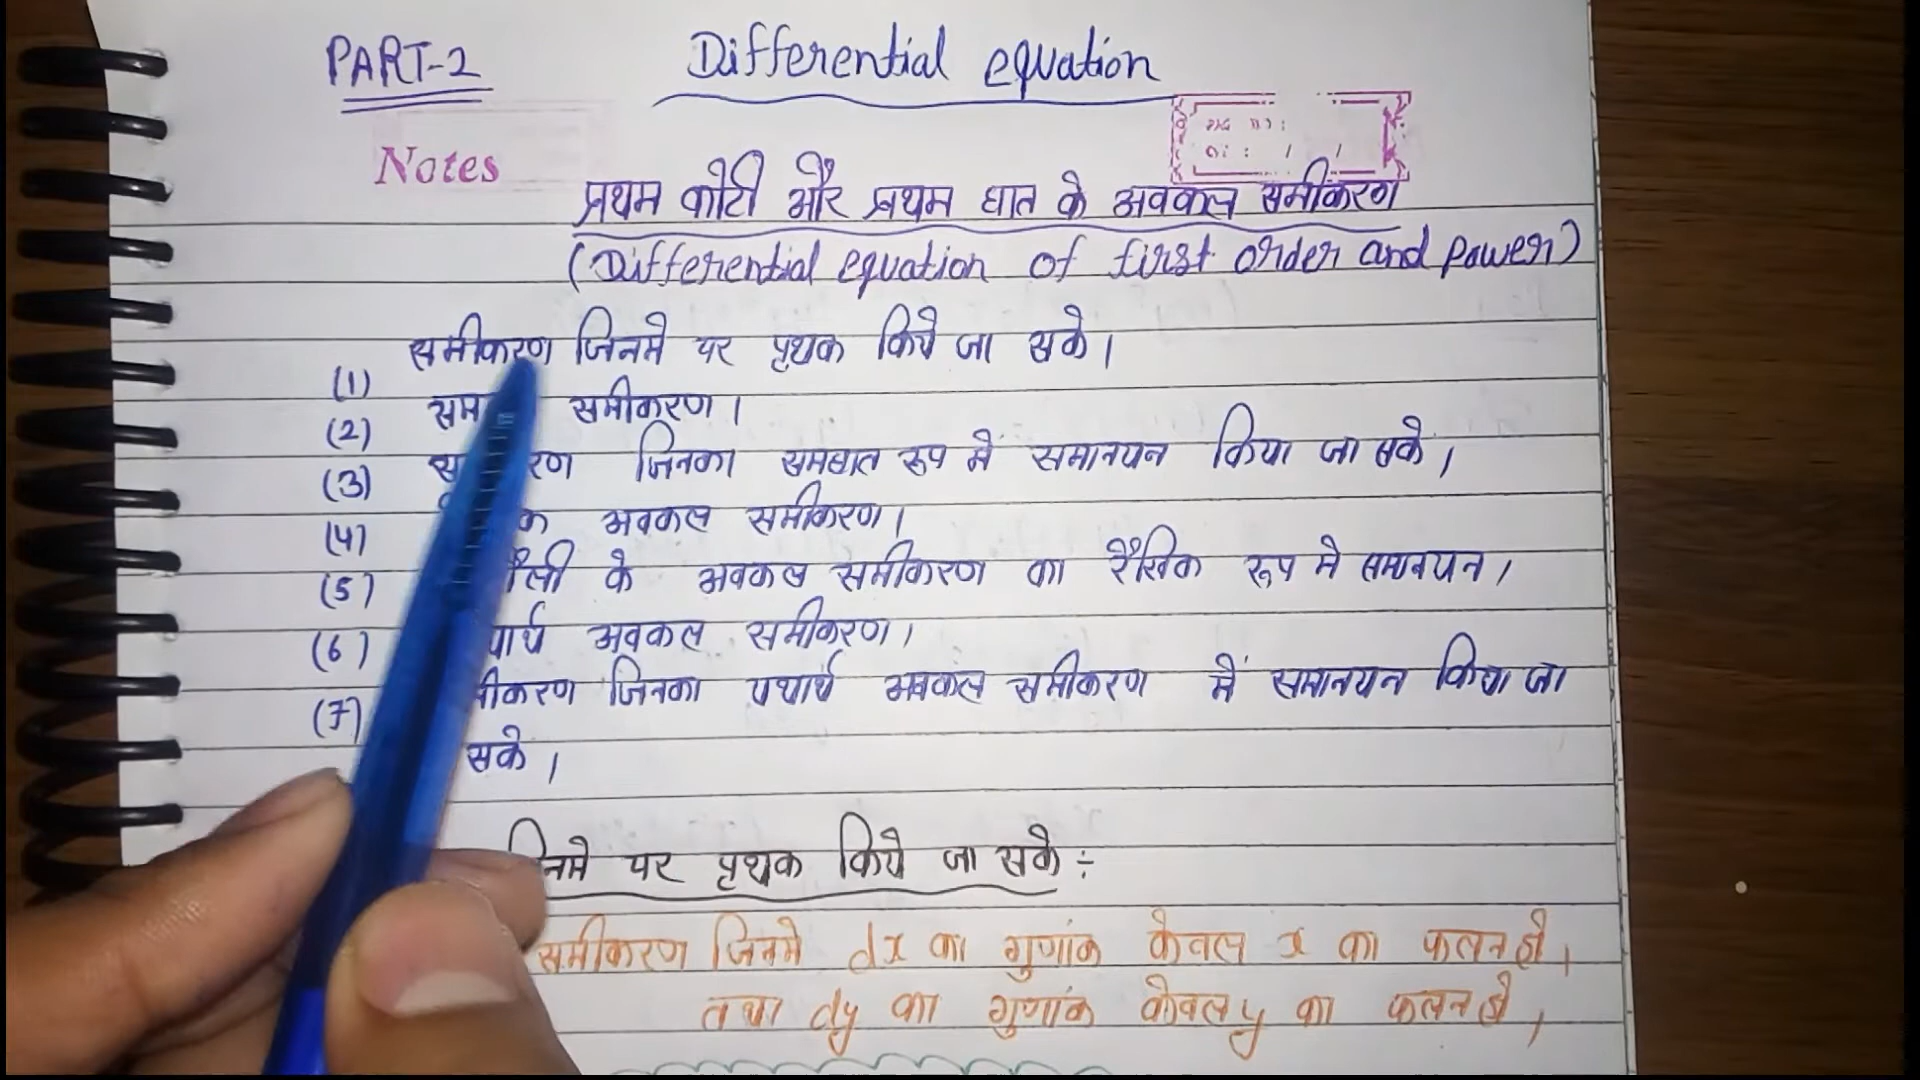 PART-2 Differential equation
Notes
प्रथम कोटी और प्रथम घात के अवकल समीकरण
(Differential equation of first order and power)
(1) समीकरण जिनमे चर पृथक किये जा सके।
(2) समीकरण।
(3) जिनका समघात रूप मे समानयन किया जा सके।
(4) अवकल समीकरण।
(5) के अवकल समीकरण का रैखिक रूप मे समानयन।
(6) अवकल समीकरण।
(7) जिनका यथार्थ अवकल समीकरण में समानयन किया जा
सके।
चर पृथक किये जा सके ÷
समीकरण जिनमे dx का गुणांक केवल x का फलन हो,
तथा dy का गुणांक केवल y का फलन हो,